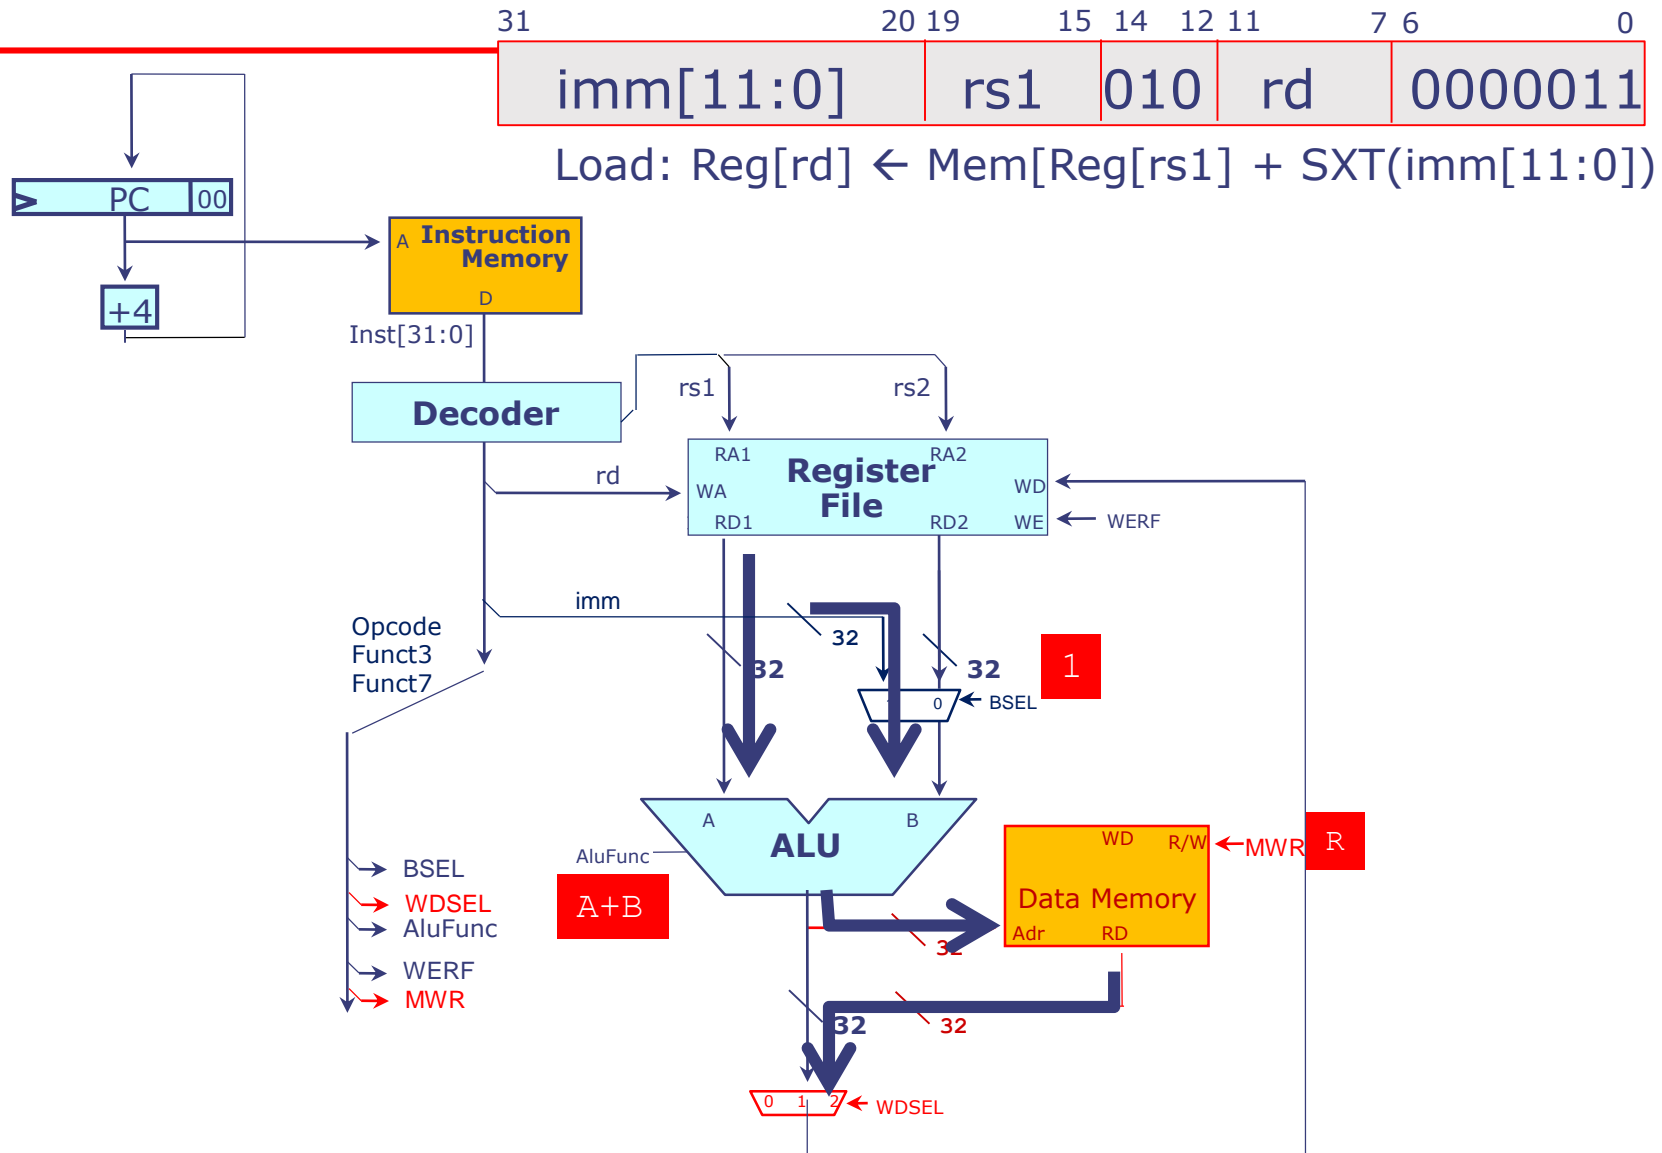 31 20 19 15 14 12 11 7 6 0
imm[11:0] rs1 010 rd 0000011
Load: Reg[rd] ← Mem[Reg[rs1] + SXT(imm[11:0])
PC 00
+4
A Instruction
Memory
D
Inst[31:0]
Decoder
rs1 rs2
rd
RA1 RA2
Register
File
WA WD
RD1 RD2 WE
WERF
imm
32
32
32
1
0
BSEL
Opcode
Funct3
Funct7
A B
ALU
AluFunc
A+B
WD R/W
MWR R
Data Memory
Adr RD
32
BSEL
WDSEL
AluFunc
WERF
MWR
32
32
0 1 2
WDSEL